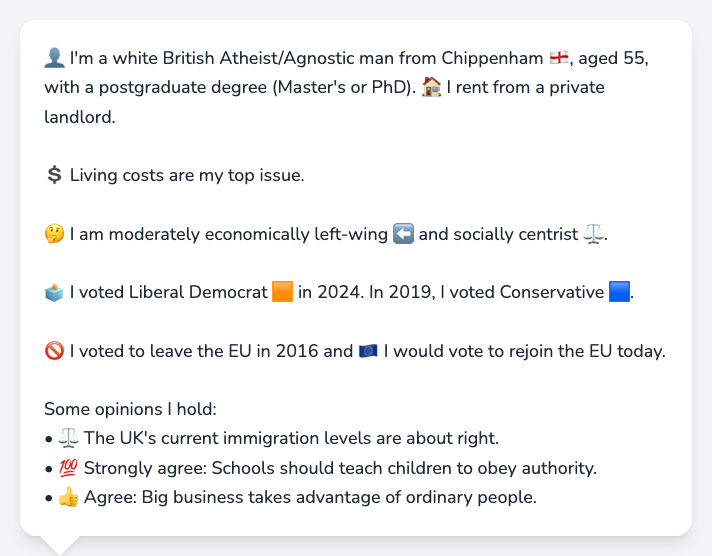 👤 I'm a white British Atheist/Agnostic man from Chippenham 🏴󠁧󠁢󠁥󠁮󠁧󠁿, aged 55,
with a postgraduate degree (Master's or PhD). 🏠 I rent from a private
landlord.
💲 Living costs are my top issue.
🤔 I am moderately economically left-wing ⬅️ and socially centrist ⚖️.
🗳️ I voted Liberal Democrat 🟧 in 2024. In 2019, I voted Conservative 🟦.
🚫 I voted to leave the EU in 2016 and 🇪🇺 I would vote to rejoin the EU today.
Some opinions I hold:
• ⚖️ The UK's current immigration levels are about right.
• 💯 Strongly agree: Schools should teach children to obey authority.
• 👍 Agree: Big business takes advantage of ordinary people.